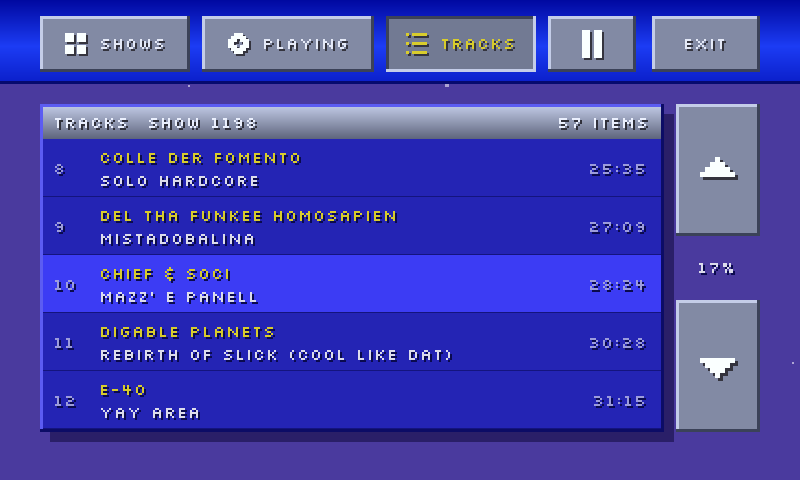 SHOWS
PLAYING
TRACKS
EXIT
TRACKS SHOW 1198
57 ITEMS
8
COLLE DER FOMENTO
SOLO HARDCORE
25:35
9
DEL THA FUNKEE HOMOSAPIEN
MISTADOBALINA
27:09
10
CHIEF & SOCI
MAZZ' E PANELL
28:24
11
DIGABLE PLANETS
REBIRTH OF SLICK (COOL LIKE DAT)
30:28
12
E-40
YAY AREA
31:15
17%